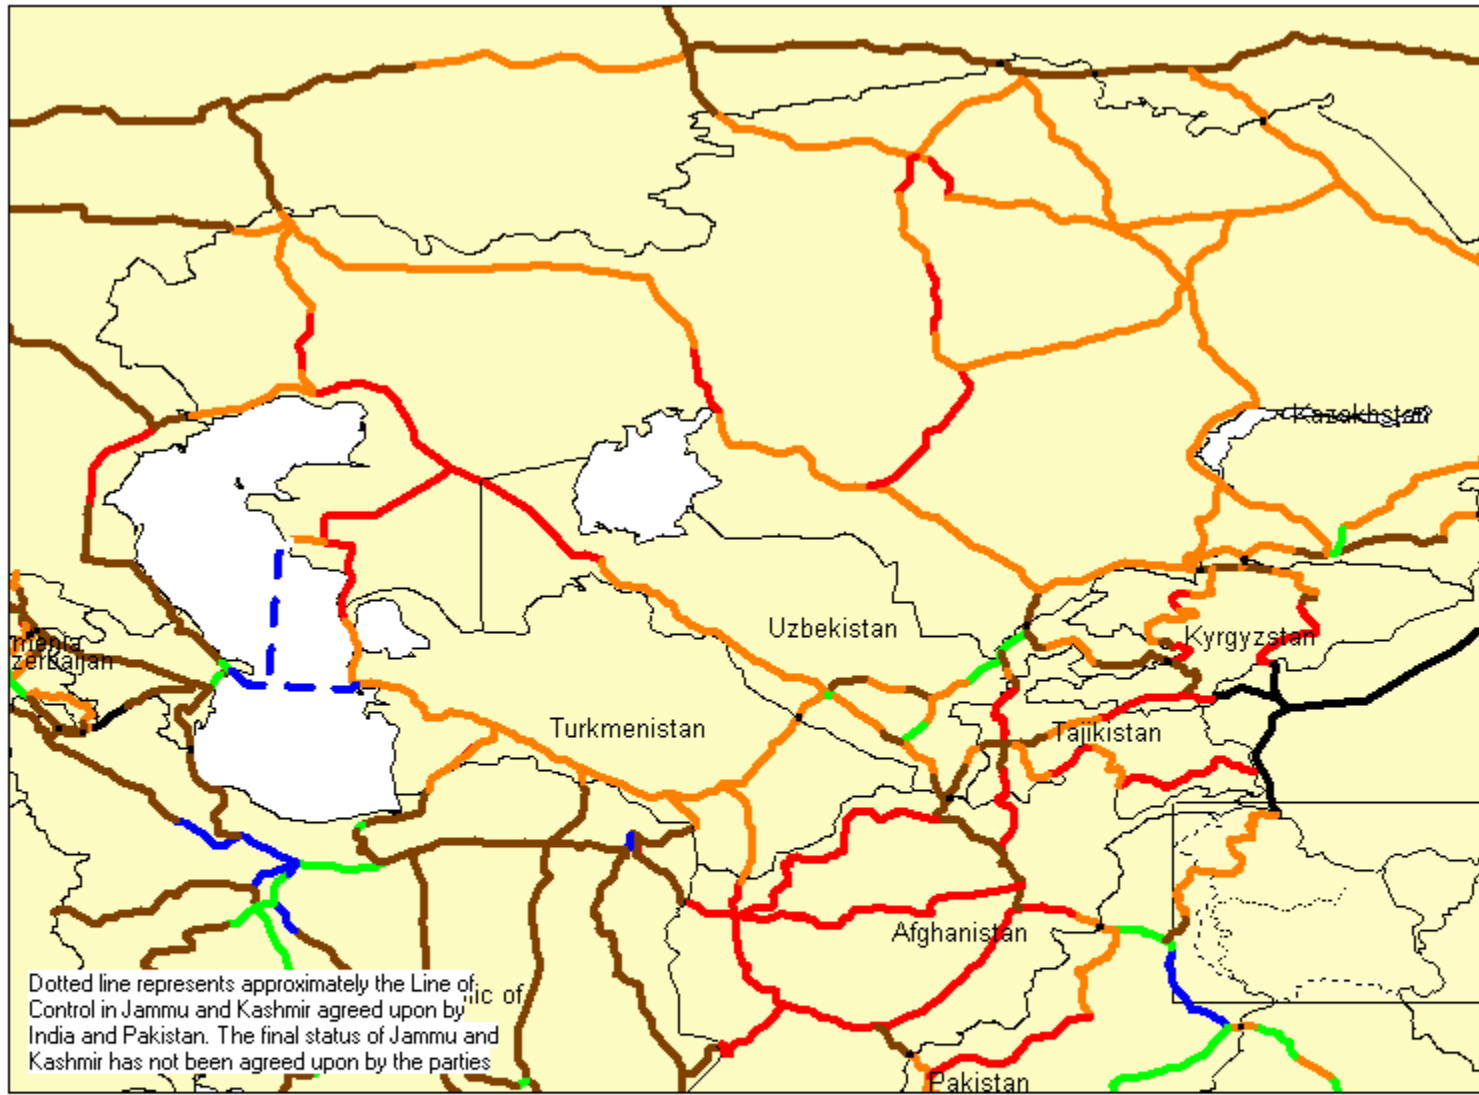 Kazakhstan
Uzbekistan
Kyrgyzstan
menia
zerbaijan
Turkmenistan
Tajikistan
Afghanistan
Dotted line represents approximately the Line of
Control in Jammu and Kashmir agreed upon by
India and Pakistan. The final status of Jammu and
Kashmir has not been agreed upon by the parties
lic of
Pakistan